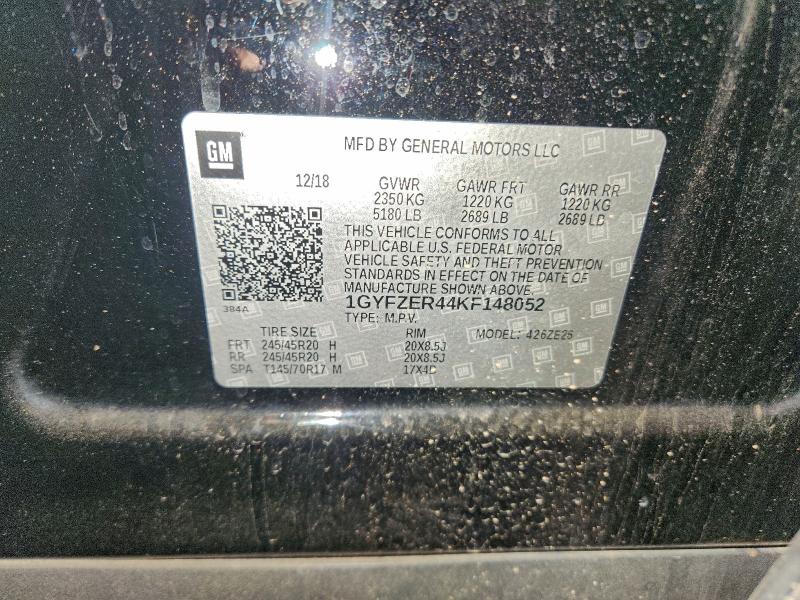 GM
MFD BY GENERAL MOTORS LLC
12/18 GVWR GAWR FRT GAWR RR
2350 KG 1220 KG 1220 KG
5180 LB 2689 LB 2689 LB
THIS VEHICLE CONFORMS TO ALL
APPLICABLE U.S. FEDERAL MOTOR
VEHICLE SAFETY AND THEFT PREVENTION
STANDARDS IN EFFECT ON THE DATE OF
MANUFACTURE SHOWN ABOVE.
384A
1GYFZER44KF148052
TYPE: M.P.V.
TIRE SIZE RIM MODEL: 426ZE26
FRT 245/45R20 H 20X8.5J
RR 245/45R20 H 20X8.5J
SPA T145/70R17 M 17X4D